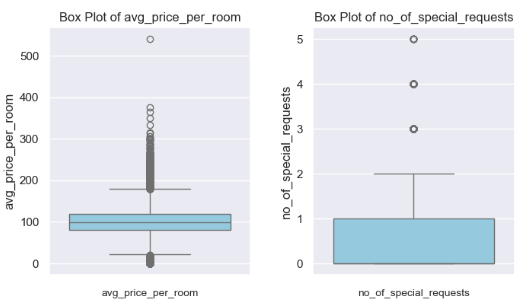 Box Plot of avg_price_per_room
avg_price_per_room
500
400
300
200
100
0
avg_price_per_room
Box Plot of no_of_special_requests
no_of_special_requests
5
4
3
2
1
0
no_of_special_requests